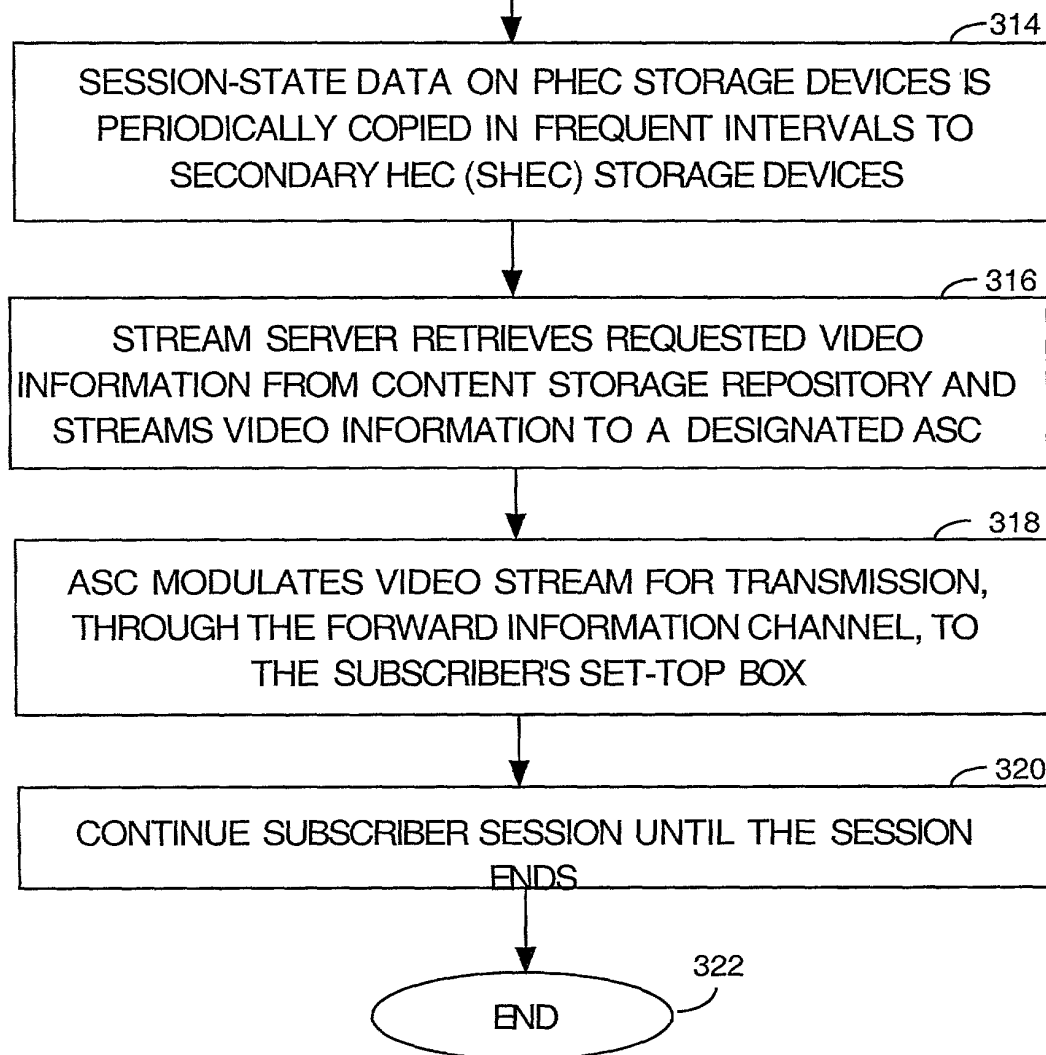 314
SESSION-STATE DATA ON PHEC STORAGE DEVICES IS
PERIODICALLY COPIED IN FREQUENT INTERVALS TO
SECONDARY HEC (SHEC) STORAGE DEVICES
316
STREAM SERVER RETRIEVES REQUESTED VIDEO
INFORMATION FROM CONTENT STORAGE REPOSITORY AND
STREAMS VIDEO INFORMATION TO A DESIGNATED ASC
318
ASC MODULATES VIDEO STREAM FOR TRANSMISSION,
THROUGH THE FORWARD INFORMATION CHANNEL, TO
THE SUBSCRIBER'S SET-TOP BOX
320
CONTINUE SUBSCRIBER SESSION UNTIL THE SESSION
ENDS
322
END